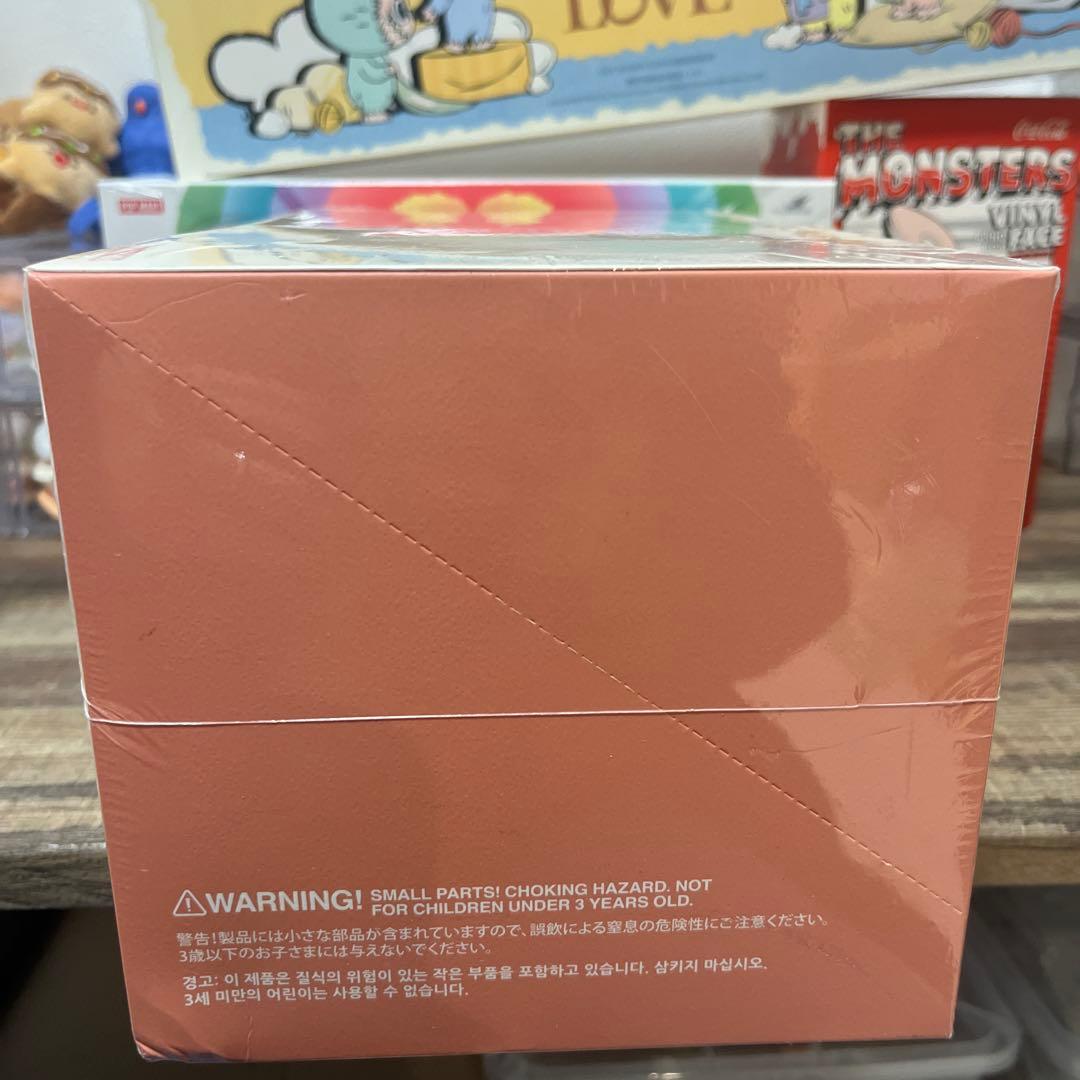 LOVE
POP MART
Coca-Cola
THE
MONSTERS
VINYL
FACE
WARNING! SMALL PARTS! CHOKING HAZARD. NOT
FOR CHILDREN UNDER 3 YEARS OLD.
警告!製品には小さな部品が含まれていますので、誤飲による窒息の危険性にご注意ください。
3歳以下のお子さまには与えないでください。
경고: 이 제품은 질식의 위험이 있는 작은 부품을 포함하고 있습니다. 삼키지 마십시오.
3세 미만의 어린이는 사용할 수 없습니다.